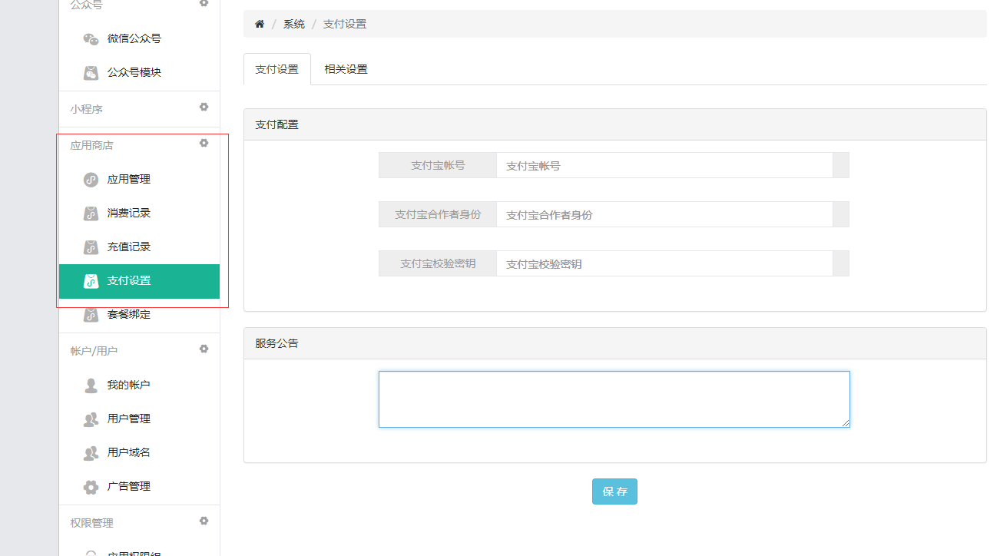 公众号
微信公众号
公众号模块
小程序
应用商店
应用管理
消费记录
充值记录
支付设置
套餐绑定
帐户/用户
我的帐户
用户管理
用户域名
广告管理
权限管理
应用权限组
/ 系统 / 支付设置
支付设置 相关设置
支付配置
支付宝帐号 支付宝帐号
支付宝合作者身份 支付宝合作者身份
支付宝校验密钥 支付宝校验密钥
服务公告
保存